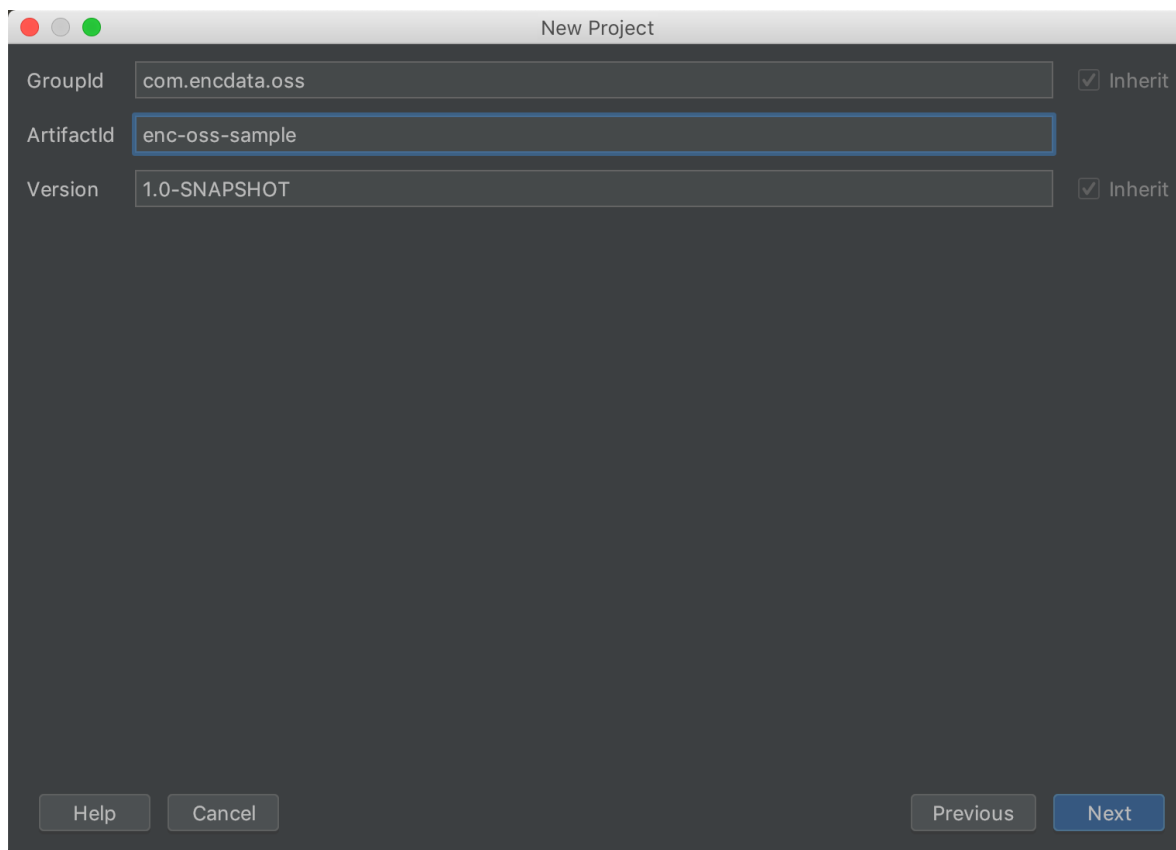 New Project
GroupId com.encdata.oss Inherit
ArtifactId enc-oss-sample
Version 1.0-SNAPSHOT Inherit
Help Cancel Previous Next